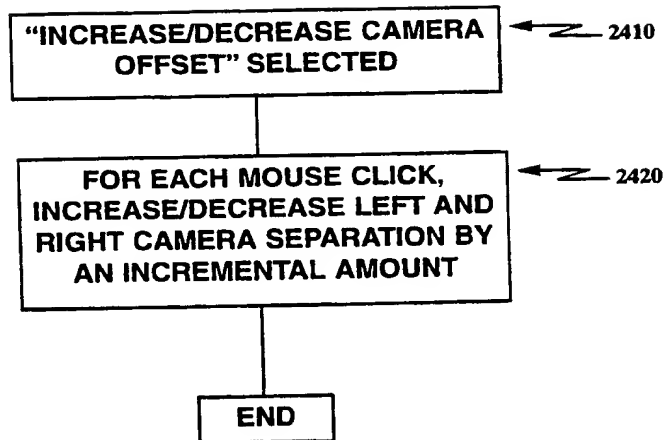 “INCREASE/DECREASE CAMERA
OFFSET” SELECTED
2410
FOR EACH MOUSE CLICK,
INCREASE/DECREASE LEFT AND
RIGHT CAMERA SEPARATION BY
AN INCREMENTAL AMOUNT
2420
END